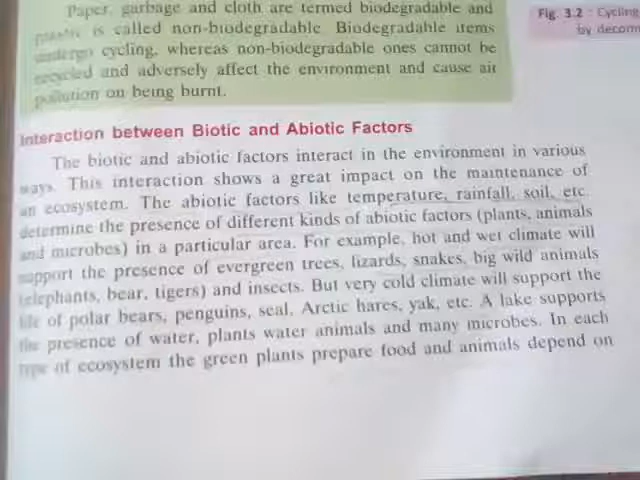 Paper, garbage and cloth are termed biodegradable and
plastic is called non-biodegradable. Biodegradable items
undergo cycling, whereas non-biodegradable ones cannot be
recycled and adversely affect the environment and cause air
pollution on being burnt.
Fig. 3.2 : Cycling
by decom
Interaction between Biotic and Abiotic Factors
The biotic and abiotic factors interact in the environment in various
ways. This interaction shows a great impact on the maintenance of
an ecosystem. The abiotic factors like temperature, rainfall, soil, etc.
determine the presence of different kinds of abiotic factors (plants, animals
and microbes) in a particular area. For example, hot and wet climate will
support the presence of evergreen trees, lizards, snakes, big wild animals
(elephants, bear, tigers) and insects. But very cold climate will support the
life of polar bears, penguins, seal, Arctic hares, yak, etc. A lake supports
the presence of water, plants water animals and many microbes. In each
type of ecosystem the green plants prepare food and animals depend on